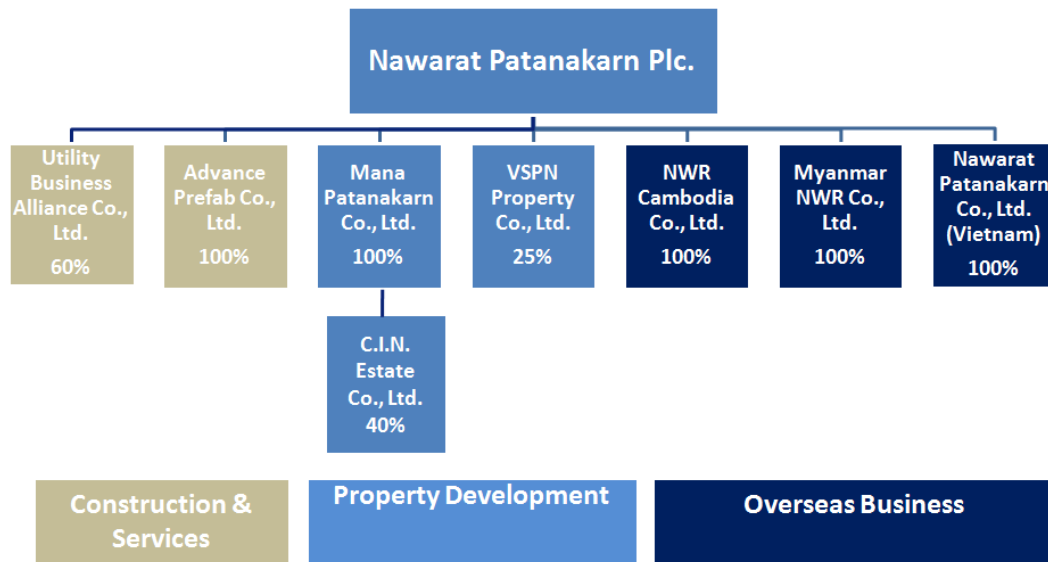 Nawarat Patanakarn Plc.
Utility
Business
Alliance Co.,
Ltd.
60%
Advance
Prefab Co.,
Ltd.
100%
Mana
Patanakarn
Co., Ltd.
100%
VSPN
Property
Co., Ltd.
25%
NWR
Cambodia
Co., Ltd.
100%
Myanmar
NWR Co.,
Ltd.
100%
Nawarat
Patanakarn
Co., Ltd.
(Vietnam)
100%
C.I.N.
Estate
Co., Ltd.
40%
Construction &
Services
Property Development
Overseas Business